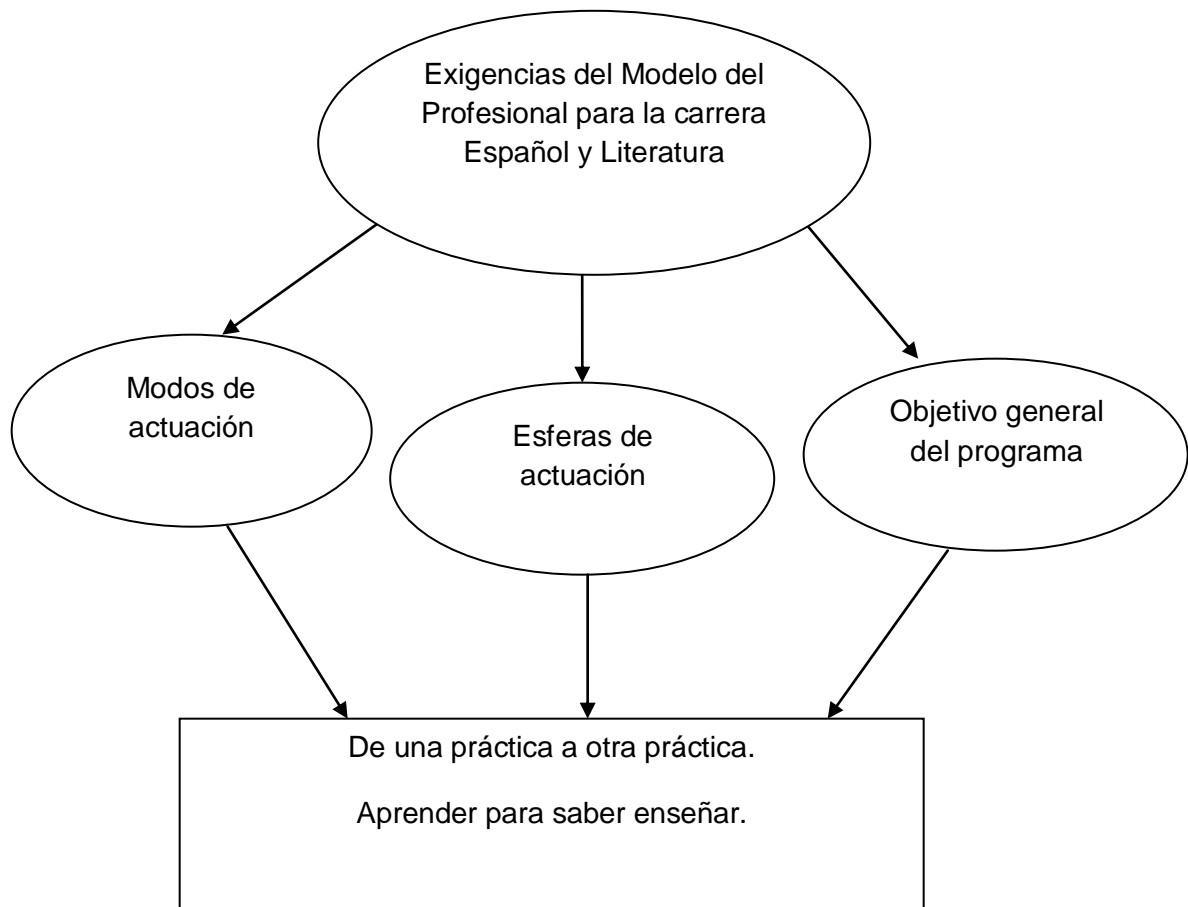 Exigencias del Modelo del
Profesional para la carrera
Español y Literatura
Modos de
actuación
Esferas de
actuación
Objetivo general
del programa
De una práctica a otra práctica.
Aprender para saber enseñar.